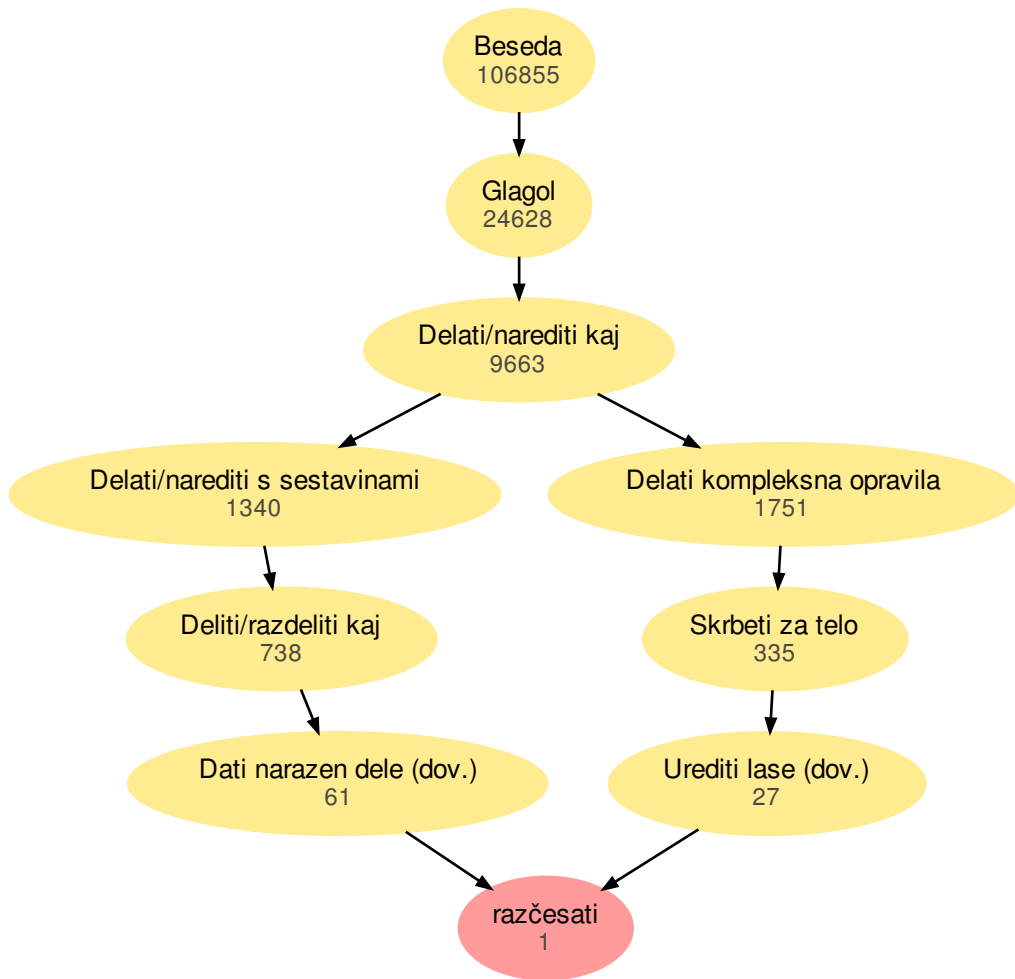 Beseda
106855
Glagol
24628
Delati/narediti kaj
9663
Delati/narediti s sestavinami
1340
Delati kompleksna opravila
1751
Deliti/razdeliti kaj
738
Skrbeti za telo
335
Dati narazen dele (dov.)
61
Urediti lase (dov.)
27
razčesati
1